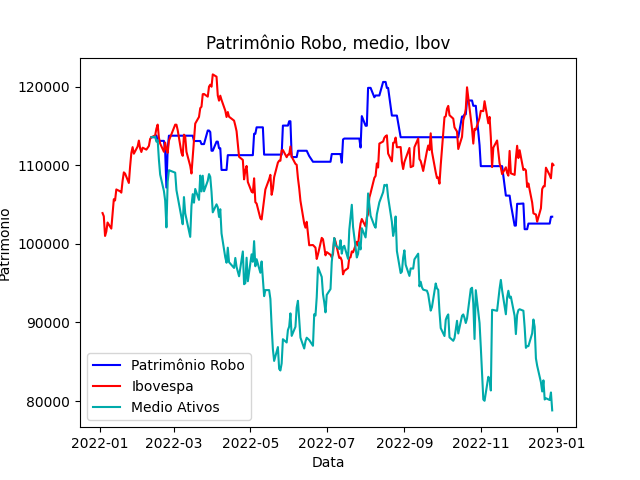 Patrimônio Robo, medio, Ibov
120000
110000
100000
90000
80000
Patrimonio
Patrimônio Robo
Ibovespa
Medio Ativos
2022-01 2022-03 2022-05 2022-07 2022-09 2022-11 2023-01
Data